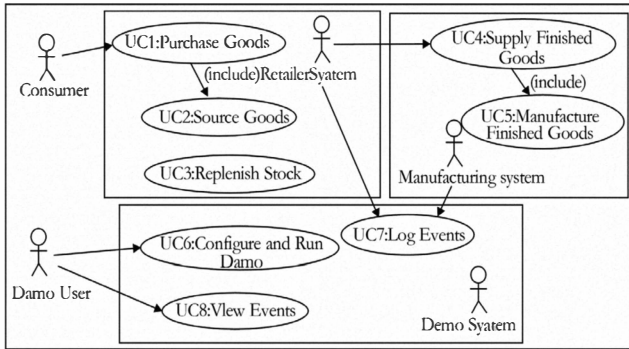 UC1:Purchase Goods
Consumer
(include)
RetailerSyatem
UC2:Source Goods
UC3:Replenish Stock
UC4:Supply Finished
Goods
(include)
UC5:Manufacture
Finished Goods
Manufacturing system
UC6:Configure and Run
Damo
UC7:Log Events
Damo User
UC8:Vlew Events
Demo Syatem